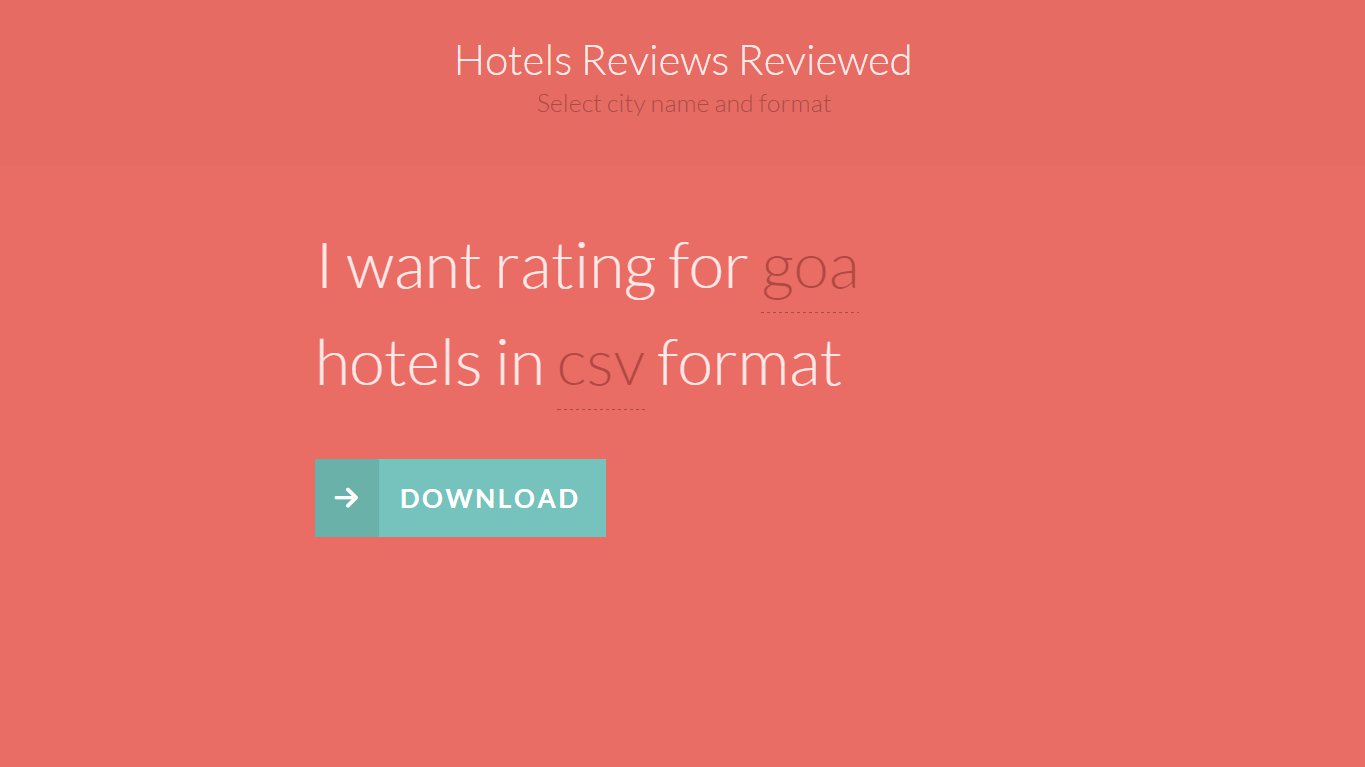 Hotels Reviews Reviewed
Select city name and format
I want rating for goa
hotels in csv format
DOWNLOAD